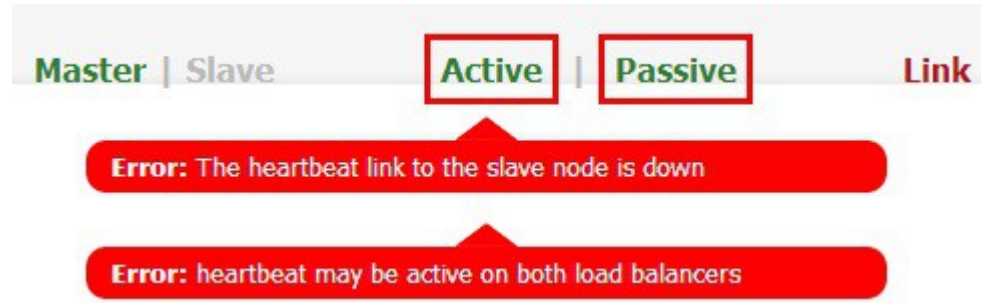 Master | Slave Active | Passive Link
Error: The heartbeat link to the slave node is down
Error: heartbeat may be active on both load balancers